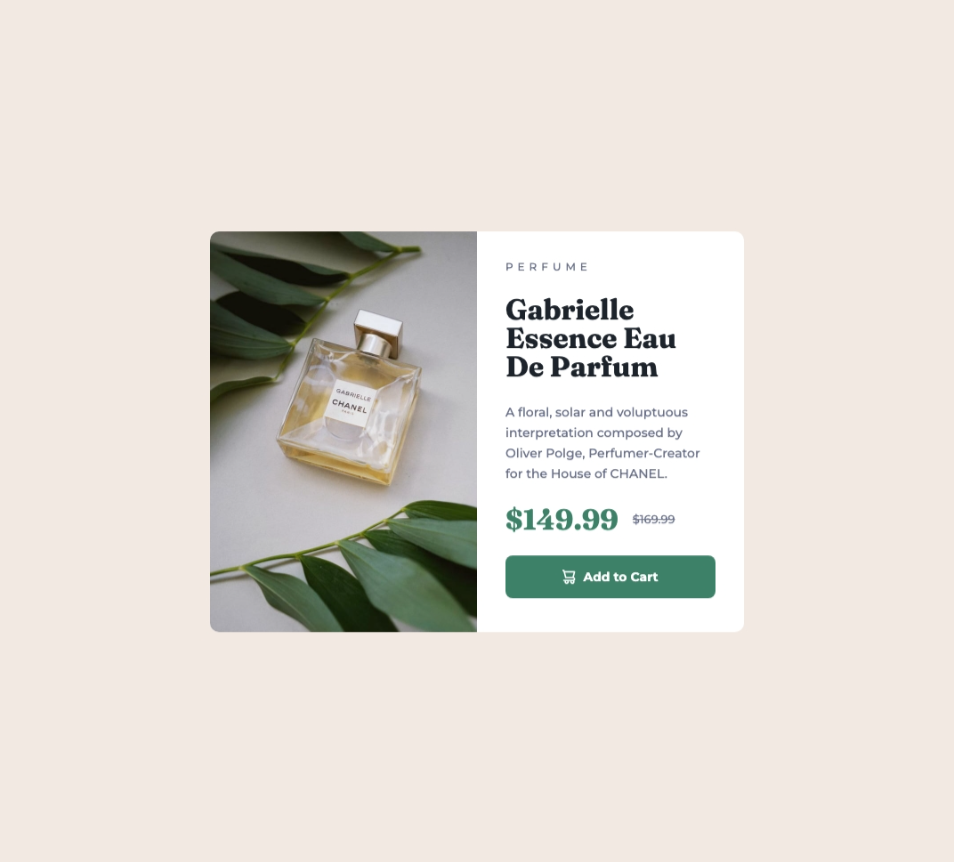 GABRIELLE
CHANEL
PARIS
PERFUME
Gabrielle
Essence Eau
De Parfum
A floral, solar and voluptuous
interpretation composed by
Oliver Polge, Perfumer-Creator
for the House of CHANEL.
$149.99 $169.99
Add to Cart